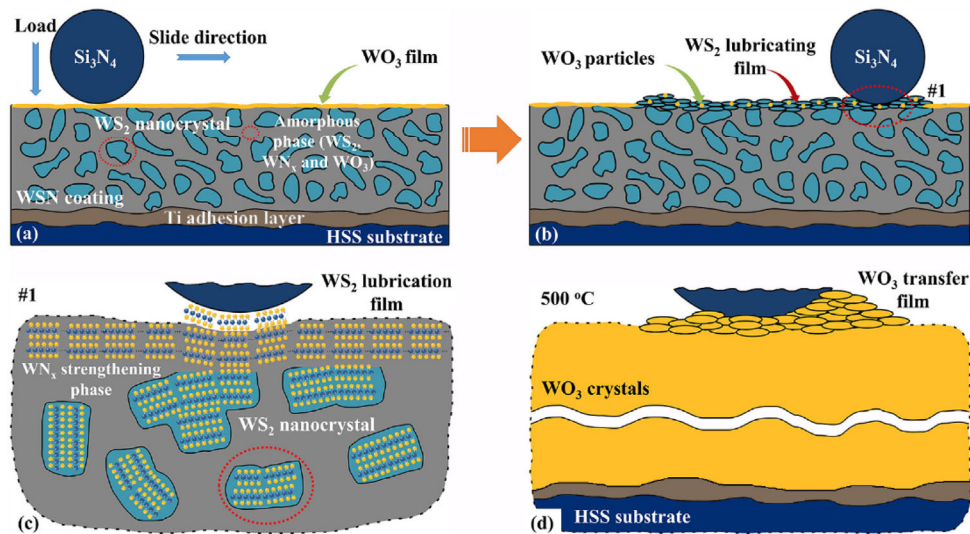 Load
Si₃N₄
Slide direction
WO₃ film
WS₂ nanocrystal
Amorphous
phase (WS₂,
WNₓ and WO₃)
WSN coating
Ti adhesion layer
HSS substrate
(a)
WO₃ particles
WS₂ lubricating
film
Si₃N₄
#1
(b)
HSS substrate
#1
WS₂ lubrication
film
WNₓ strengthening
phase
WS₂ nanocrystal
(c)
500 °C
WO₃ transfer
film
WO₃ crystals
HSS substrate
(d)